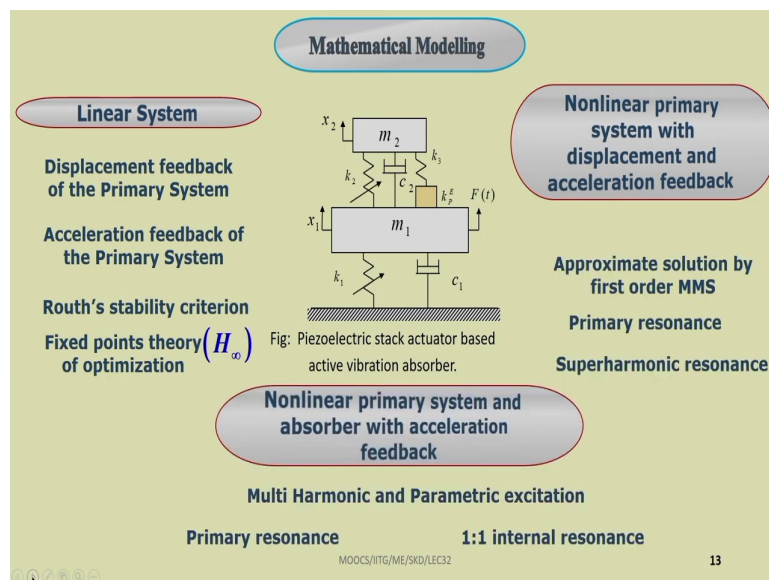 Mathematical Modelling
Linear System
Displacement feedback
of the Primary System
Acceleration feedback of
the Primary System
Routh's stability criterion
Fixed points theory (H∞)
of optimization
x₂
m₂
k₂
c₂
k₃
kₚᴱ
F(t)
x₁
m₁
k₁
c₁
Fig: Piezoelectric stack actuator based
active vibration absorber.
Nonlinear primary
system with
displacement and
acceleration feedback
Approximate solution by
first order MMS
Primary resonance
Superharmonic resonance
Nonlinear primary system and
absorber with acceleration
feedback
Multi Harmonic and Parametric excitation
Primary resonance
1:1 internal resonance
MOOCS/IITG/ME/SKD/LEC32
13